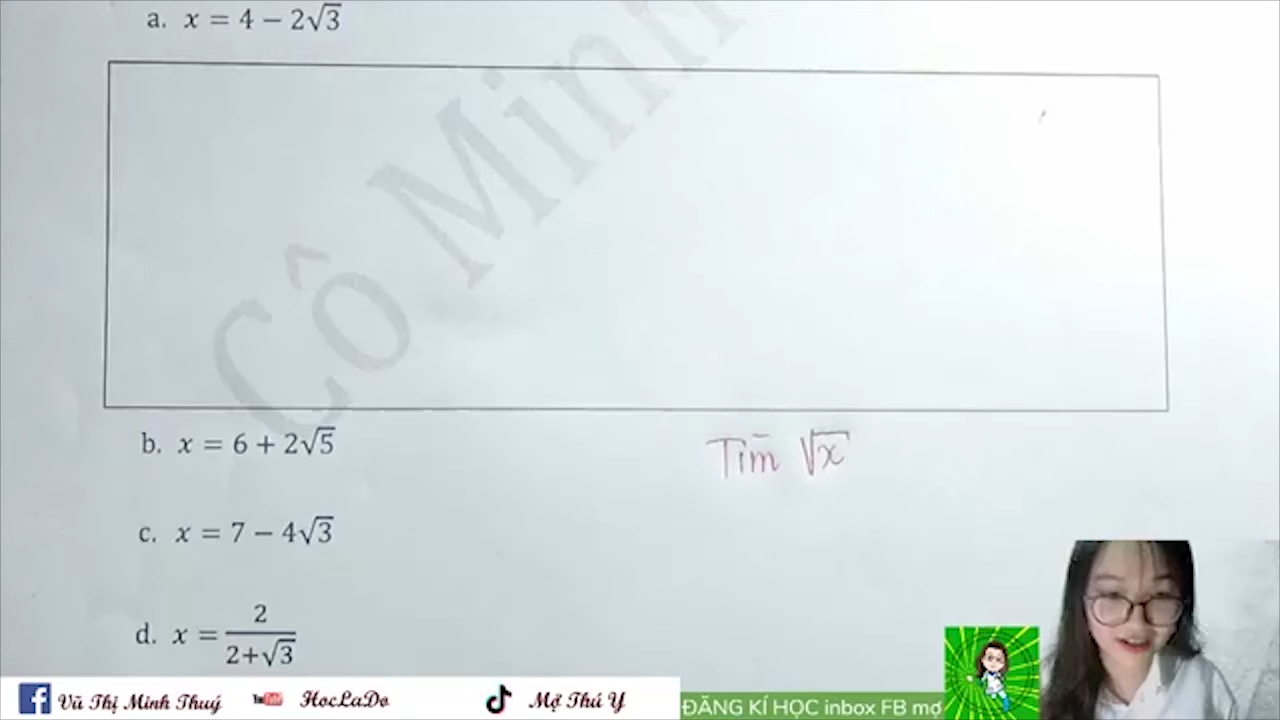 a. x = 4 − 2√3
Cô Minh
b. x = 6 + 2√5
Tìm √x
c. x = 7 − 4√3
d. x = 2/(2+√3)
Vũ Thị Minh Thuý
YouTube HocLaDo
Mợ Thú Y
ĐĂNG KÍ HỌC inbox FB mợ